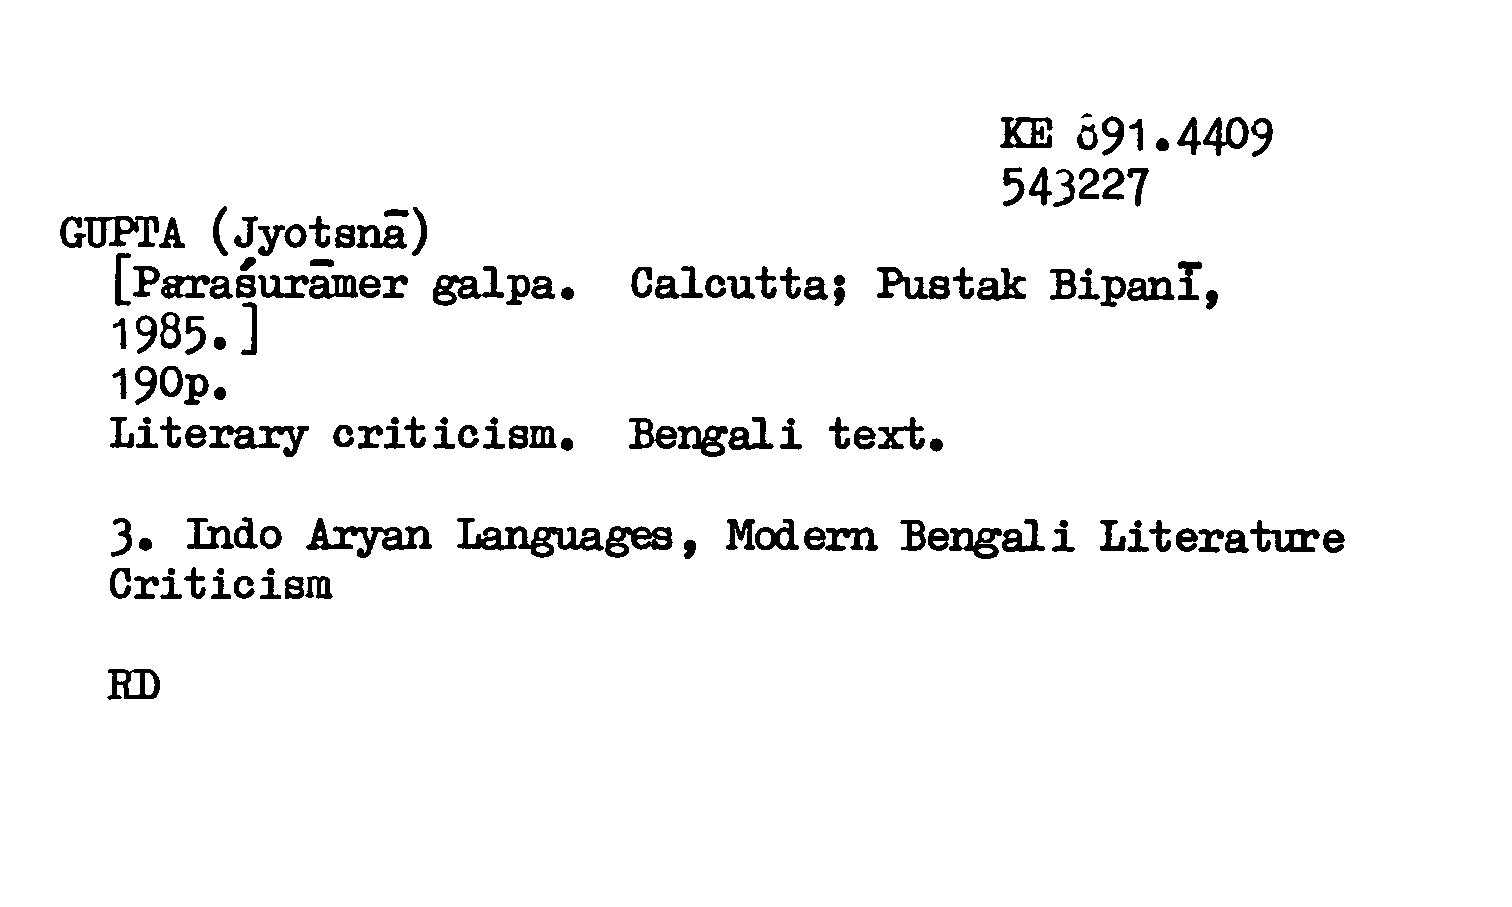 KE 891.4409
543227
GUPTA (Jyotsnā)
[Paraśurāmer galpa. Calcutta; Pustak Bipanī,
1985.]
190p.
Literary criticism. Bengali text.
3. Indo Aryan Languages, Modern Bengali Literature
Criticism
RD